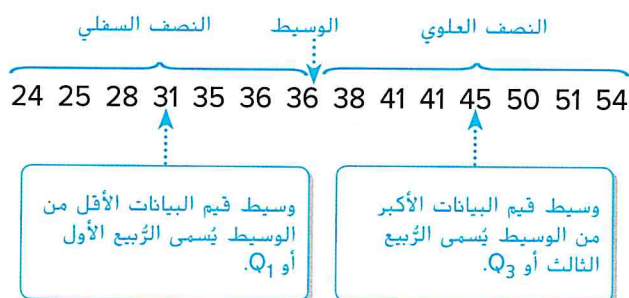 النصف السفلي الوسيط النصف العلوي
24 25 28 31 35 36 36 38 41 41 45 50 51 54
وسيط قيم البيانات الأقل من
الوسيط يُسمى الرُّبيع الأول
أو Q₁.
وسيط قيم البيانات الأكبر
من الوسيط يُسمى الرُّبيع
الثالث أو Q₃.